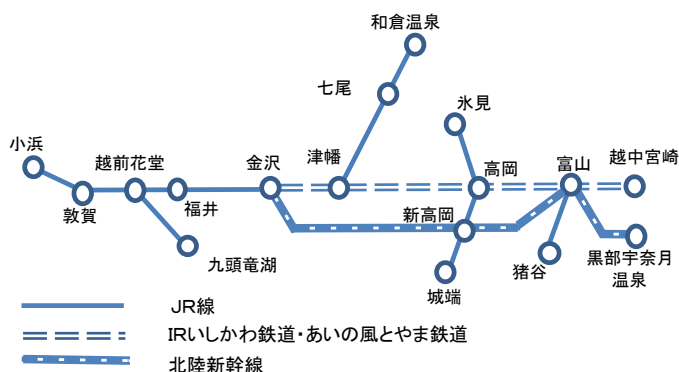 和倉温泉
七尾
氷見
小浜
越前花堂
金沢
津幡
高岡
富山
越中宮崎
敦賀
福井
新高岡
九頭竜湖
猪谷
黒部宇奈月
温泉
城端
JR線
IRいしかわ鉄道・あいの風とやま鉄道
北陸新幹線